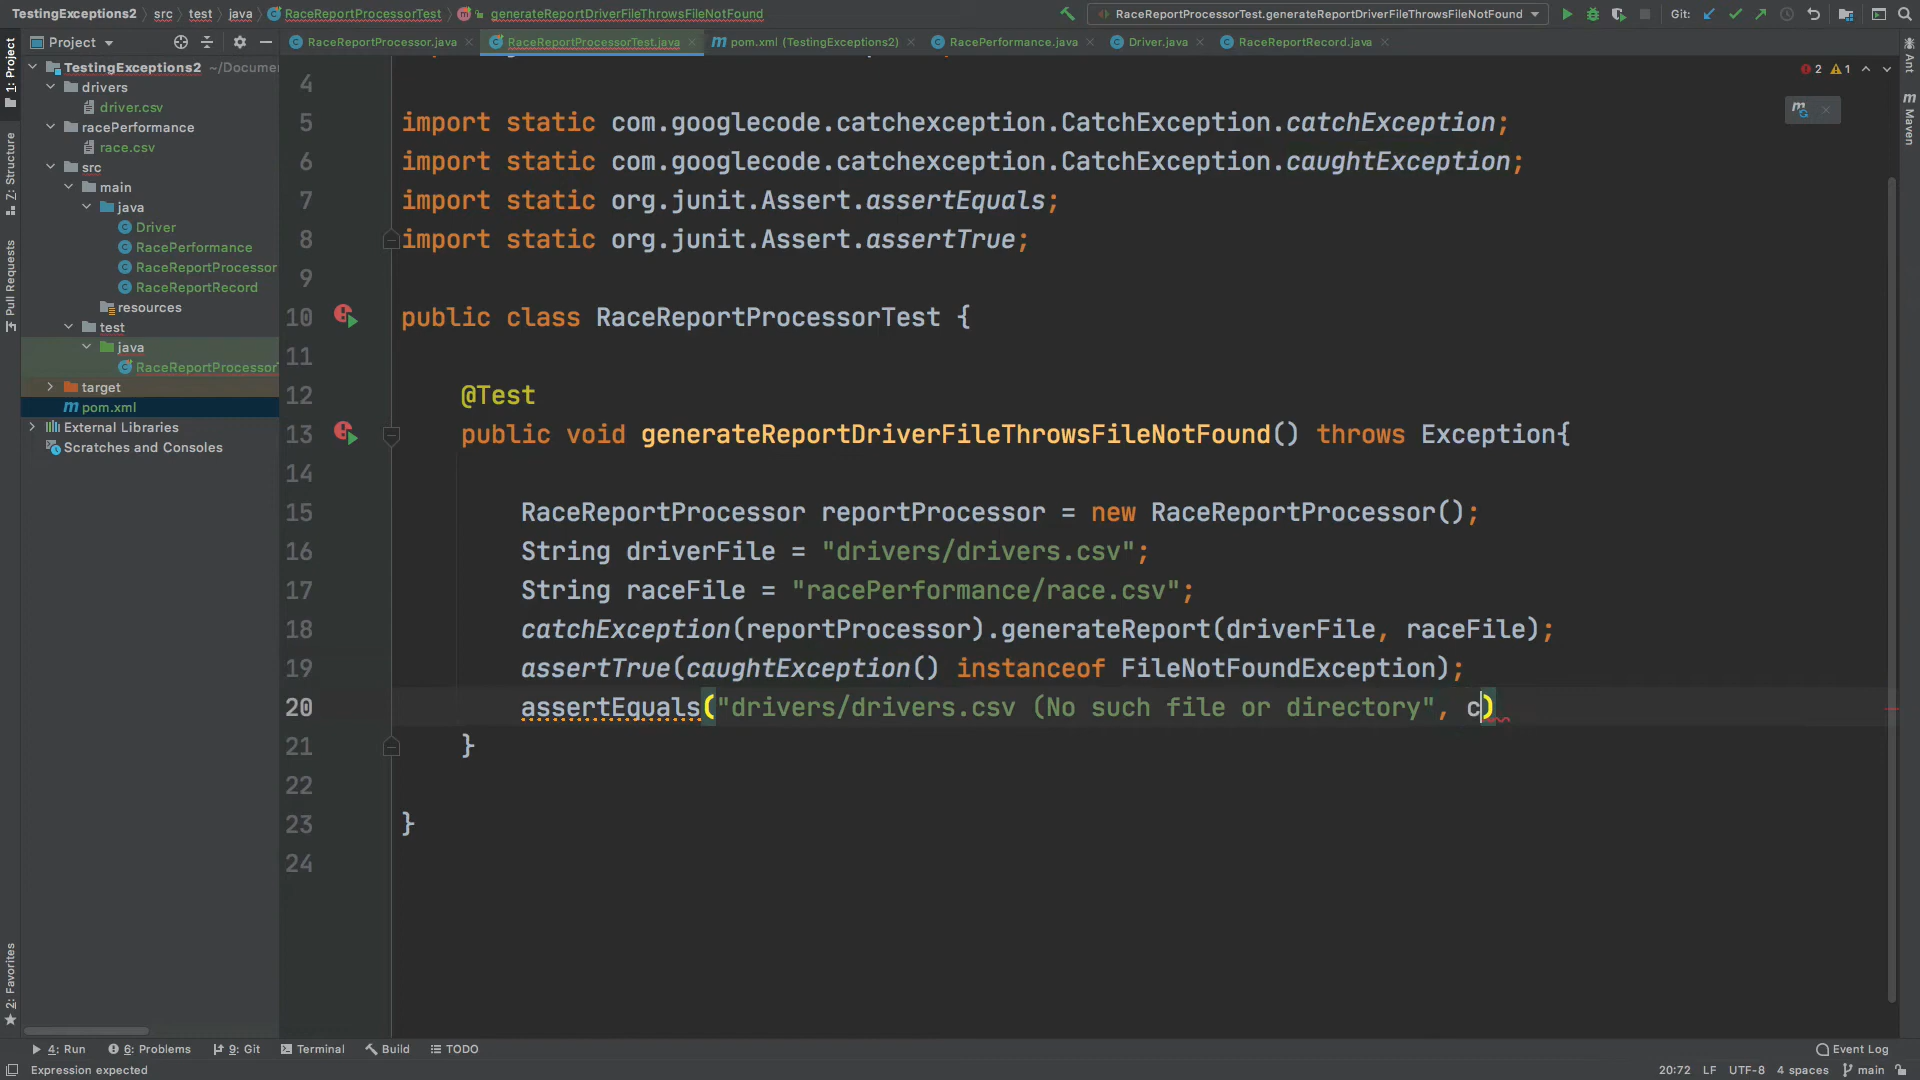 TestingExceptions2 src test java RaceReportProcessorTest generateReportDriverFileThrowsFileNotFound
RaceReportProcessorTest.generateReportDriverFileThrowsFileNotFound
Git:
Project
RaceReportProcessor.java
RaceReportProcessorTest.java
pom.xml (TestingExceptions2)
RacePerformance.java
Driver.java
RaceReportRecord.java
1: Project
Z: Structure
Pull Requests
2: Favorites
TestingExceptions2 ~/Documen
drivers
driver.csv
racePerformance
race.csv
src
main
java
Driver
RacePerformance
RaceReportProcessor
RaceReportRecord
resources
test
java
RaceReportProcessorT
target
pom.xml
External Libraries
Scratches and Consoles
2 1
Ant
Maven
4
5 import static com.googlecode.catchexception.CatchException.catchException;
6 import static com.googlecode.catchexception.CatchException.caughtException;
7 import static org.junit.Assert.assertEquals;
8 import static org.junit.Assert.assertTrue;
9
10 public class RaceReportProcessorTest {
11
12 @Test
13 public void generateReportDriverFileThrowsFileNotFound() throws Exception{
14
15 RaceReportProcessor reportProcessor = new RaceReportProcessor();
16 String driverFile = "drivers/drivers.csv";
17 String raceFile = "racePerformance/race.csv";
18 catchException(reportProcessor).generateReport(driverFile, raceFile);
19 assertTrue(caughtException() instanceof FileNotFoundException);
20 assertEquals("drivers/drivers.csv (No such file or directory", c)
21 }
22
23 }
24
4: Run
6: Problems
9: Git
Terminal
Build
TODO
Event Log
Expression expected
20:72 LF UTF-8 4 spaces main